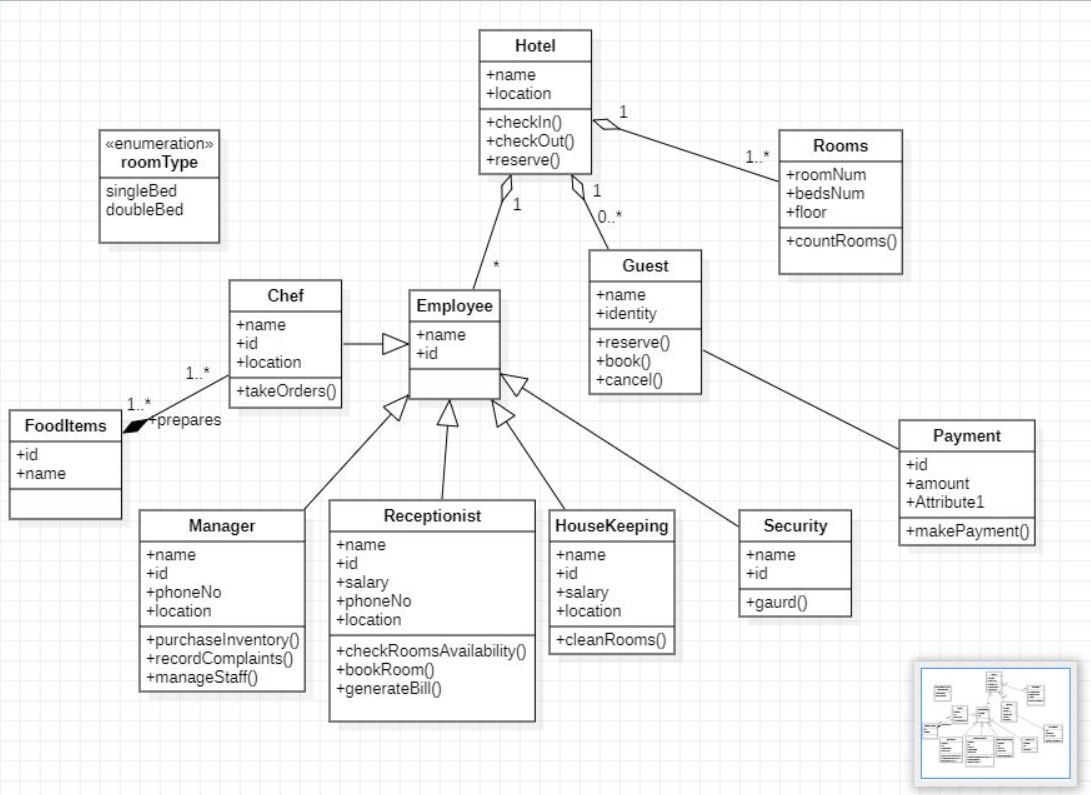 Hotel
+name
+location
+checkIn()
+checkOut()
+reserve()
1
1..*
Rooms
+roomNum
+bedsNum
+floor
+countRooms()
«enumeration»
roomType
singleBed
doubleBed
1
*
1
0..*
Guest
+name
+identity
+reserve()
+book()
+cancel()
Chef
+name
+id
+location
+takeOrders()
Employee
+name
+id
1..*
1..*
+prepares
FoodItems
+id
+name
Payment
+id
+amount
+Attribute1
+makePayment()
Manager
+name
+id
+phoneNo
+location
+purchaseInventory()
+recordComplaints()
+manageStaff()
Receptionist
+name
+id
+salary
+phoneNo
+location
+checkRoomsAvailability()
+bookRoom()
+generateBill()
HouseKeeping
+name
+id
+salary
+location
+cleanRooms()
Security
+name
+id
+gaurd()